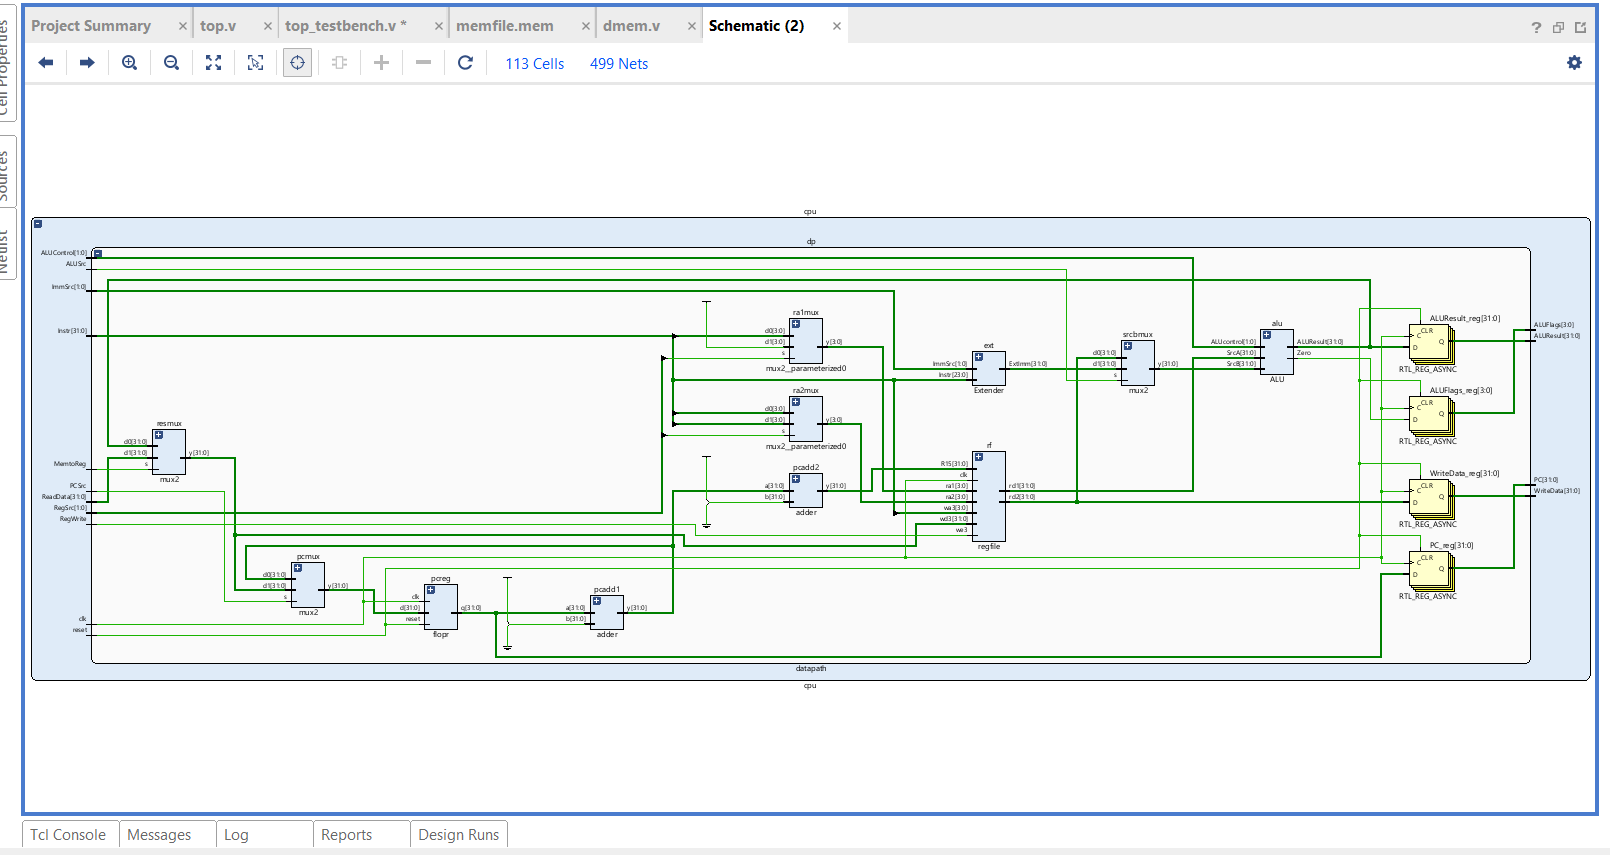 Project Summary × top.v × top_testbench.v * × memfile.mem × dmem.v × Schematic (2) × ?
113 Cells 499 Nets
Cell Properties
Sources
Netlist
cpu
dp
ALUControl[1:0]
ALUSrc
ImmSrc[1:0]
Instr[31:0]
MemtoReg
PCSrc
ReadData[31:0]
RegSrc[1:0]
RegWrite
clk
reset
resmux
d0[31:0]
d1[31:0]
s
y[31:0]
mux2
pcmux
d0[31:0]
d1[31:0]
s
y[31:0]
mux2
pcreg
clk
d[31:0]
reset
q[31:0]
flopr
pcadd1
a[31:0]
b[31:0]
y[31:0]
adder
ra1mux
d0[3:0]
d1[3:0]
s
y[3:0]
mux2_parameterized0
ra2mux
d0[3:0]
d1[3:0]
s
y[3:0]
mux2_parameterized0
pcadd2
a[31:0]
b[31:0]
y[31:0]
adder
ext
ImmSrc[1:0]
Instr[23:0]
ExtImm[31:0]
Extender
rf
R15[31:0]
clk
ra1[3:0]
ra2[3:0]
wa3[3:0]
wd3[31:0]
we3
rd1[31:0]
rd2[31:0]
regfile
srcbmux
d0[31:0]
d1[31:0]
s
y[31:0]
mux2
alu
ALUcontrol[1:0]
SrcA[31:0]
SrcB[31:0]
ALUResult[31:0]
Zero
ALU
ALUResult_reg[31:0]
CLR
C
D
Q
RTL_REG_ASYNC
ALUFlags_reg[3:0]
CLR
C
D
Q
RTL_REG_ASYNC
WriteData_reg[31:0]
CLR
C
D
Q
RTL_REG_ASYNC
PC_reg[31:0]
CLR
C
D
Q
RTL_REG_ASYNC
ALUFlags[3:0]
ALUResult[31:0]
PC[31:0]
WriteData[31:0]
datapath
cpu
Tcl Console Messages Log Reports Design Runs